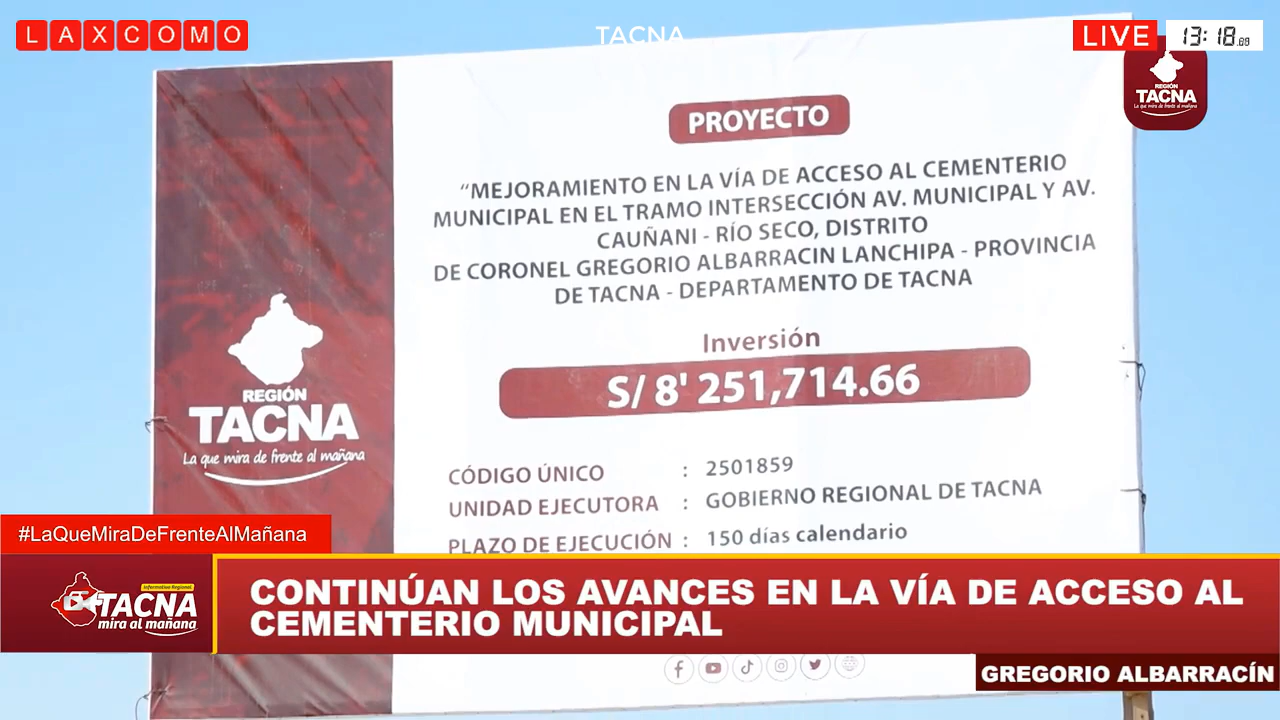 LAXCOMO
TACNA
LIVE
13:18
REGIÓN
TACNA
La que mira de frente al mañana
PROYECTO
“MEJORAMIENTO EN LA VÍA DE ACCESO AL CEMENTERIO
MUNICIPAL EN EL TRAMO INTERSECCIÓN AV. MUNICIPAL Y AV.
CAUÑANI - RÍO SECO, DISTRITO
DE CORONEL GREGORIO ALBARRACIN LANCHIPA - PROVINCIA
DE TACNA - DEPARTAMENTO DE TACNA
Inversión
S/ 8' 251,714.66
REGIÓN
TACNA
La que mira de frente al mañana
CÓDIGO ÚNICO : 2501859
UNIDAD EJECUTORA : GOBIERNO REGIONAL DE TACNA
PLAZO DE EJECUCIÓN : 150 días calendario
#LaQueMiraDeFrenteAlMañana
Informativo Regional
TACNA
mira al mañana
CONTINÚAN LOS AVANCES EN LA VÍA DE ACCESO AL
CEMENTERIO MUNICIPAL
GREGORIO ALBARRACÍN